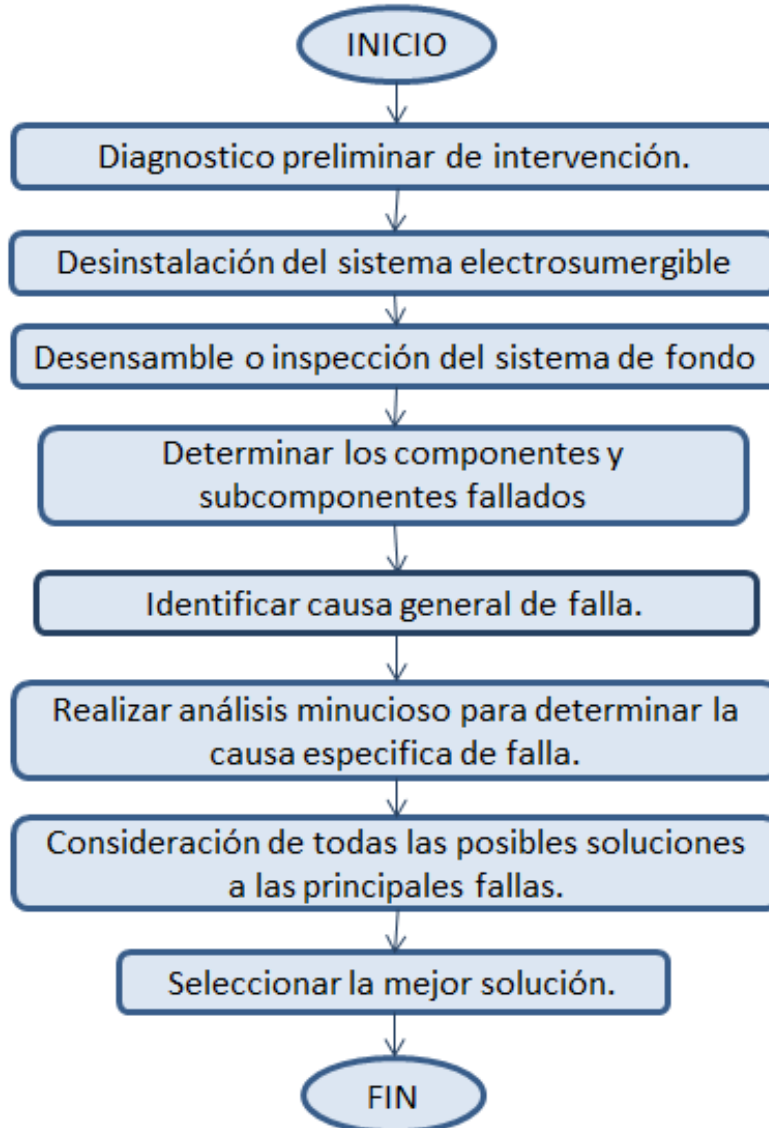 INICIO
Diagnostico preliminar de intervención.
Desinstalación del sistema electrosumergible
Desensamble o inspección del sistema de fondo
Determinar los componentes y
subcomponentes fallados
Identificar causa general de falla.
Realizar análisis minucioso para determinar la
causa especifica de falla.
Consideración de todas las posibles soluciones
a las principales fallas.
Seleccionar la mejor solución.
FIN